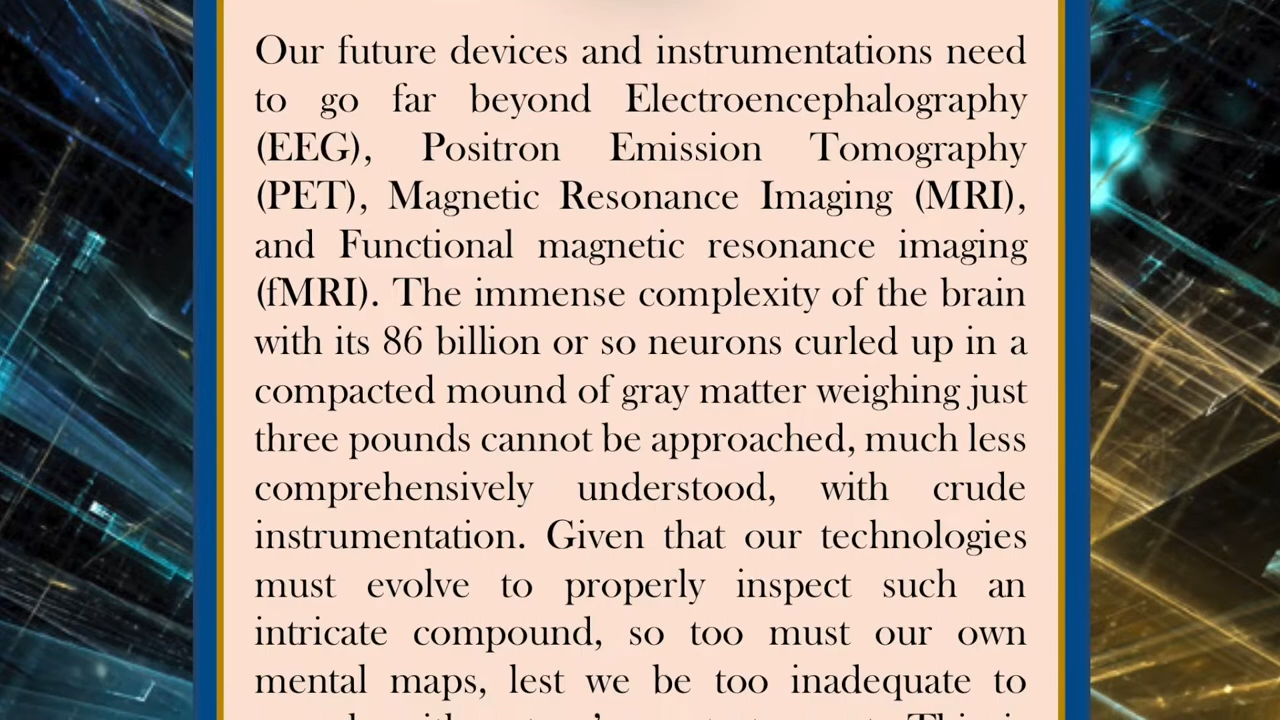 Our future devices and instrumentations need
to go far beyond Electroencephalography
(EEG), Positron Emission Tomography
(PET), Magnetic Resonance Imaging (MRI),
and Functional magnetic resonance imaging
(fMRI). The immense complexity of the brain
with its 86 billion or so neurons curled up in a
compacted mound of gray matter weighing just
three pounds cannot be approached, much less
comprehensively understood, with crude
instrumentation. Given that our technologies
must evolve to properly inspect such an
intricate compound, so too must our own
mental maps, lest we be too inadequate to